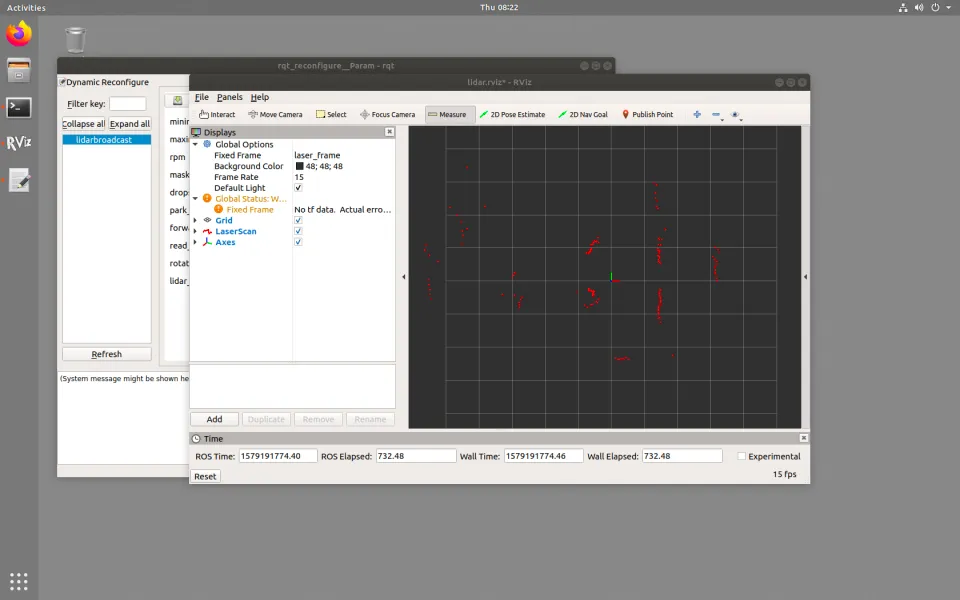 Activities
Thu 08:22
rqt_reconfigure__Param - rqt
Dynamic Reconfigure
Filter key:
Collapse all
Expand all
lidarbroadcast
Refresh
(System message might be shown he
minir
maxi
rpm
mask
drop
park_
forw
read_
rotat
lidar_
lidar.rviz* - RViz
File Panels Help
Interact Move Camera Select Focus Camera Measure 2D Pose Estimate 2D Nav Goal Publish Point
Displays
Global Options
Fixed Frame laser_frame
Background Color 48; 48; 48
Frame Rate 15
Default Light
Global Status: W...
Fixed Frame No tf data. Actual erro...
Grid
LaserScan
Axes
Add Duplicate Remove Rename
Time
ROS Time: 1579191774.40 ROS Elapsed: 732.48 Wall Time: 1579191774.46 Wall Elapsed: 732.48 Experimental
Reset 15 fps
RViz